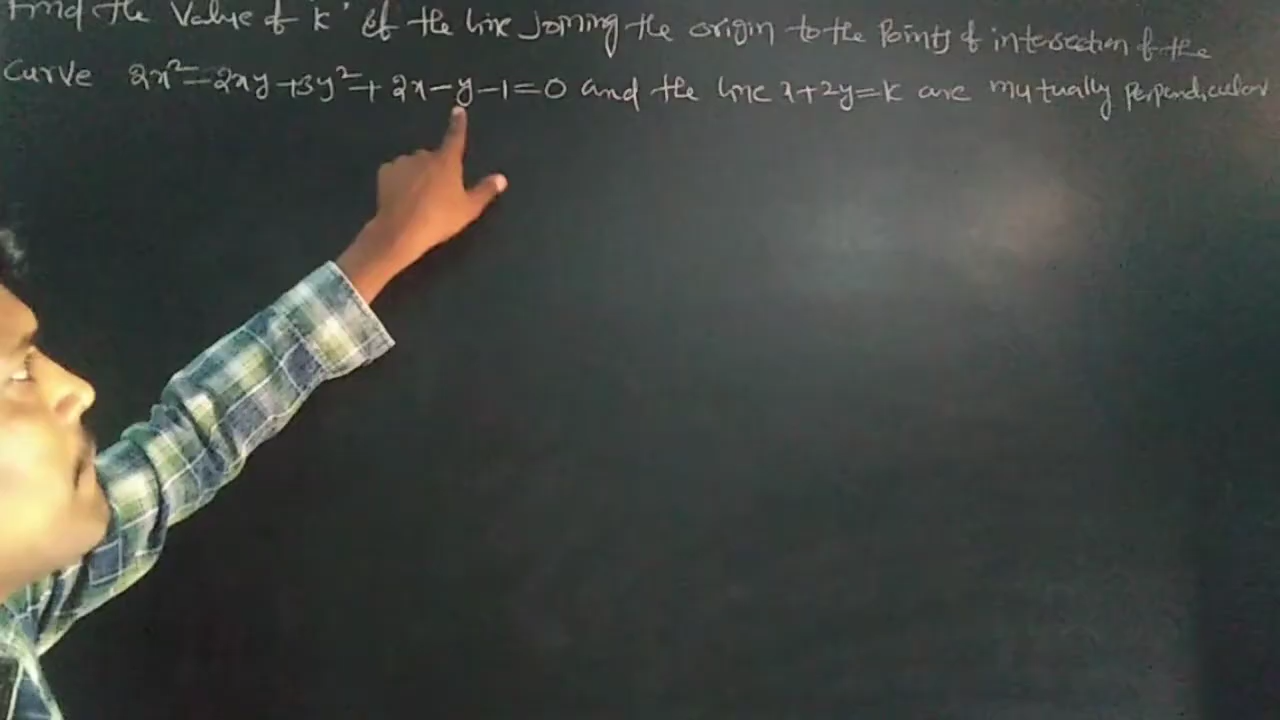 Find the Value of 'k' if the line Joining the origin to the Points of intersection of the
Curve 2x²-2xy+3y²+2x-y-1=0 and the line x+2y=k are mutually perpendicular